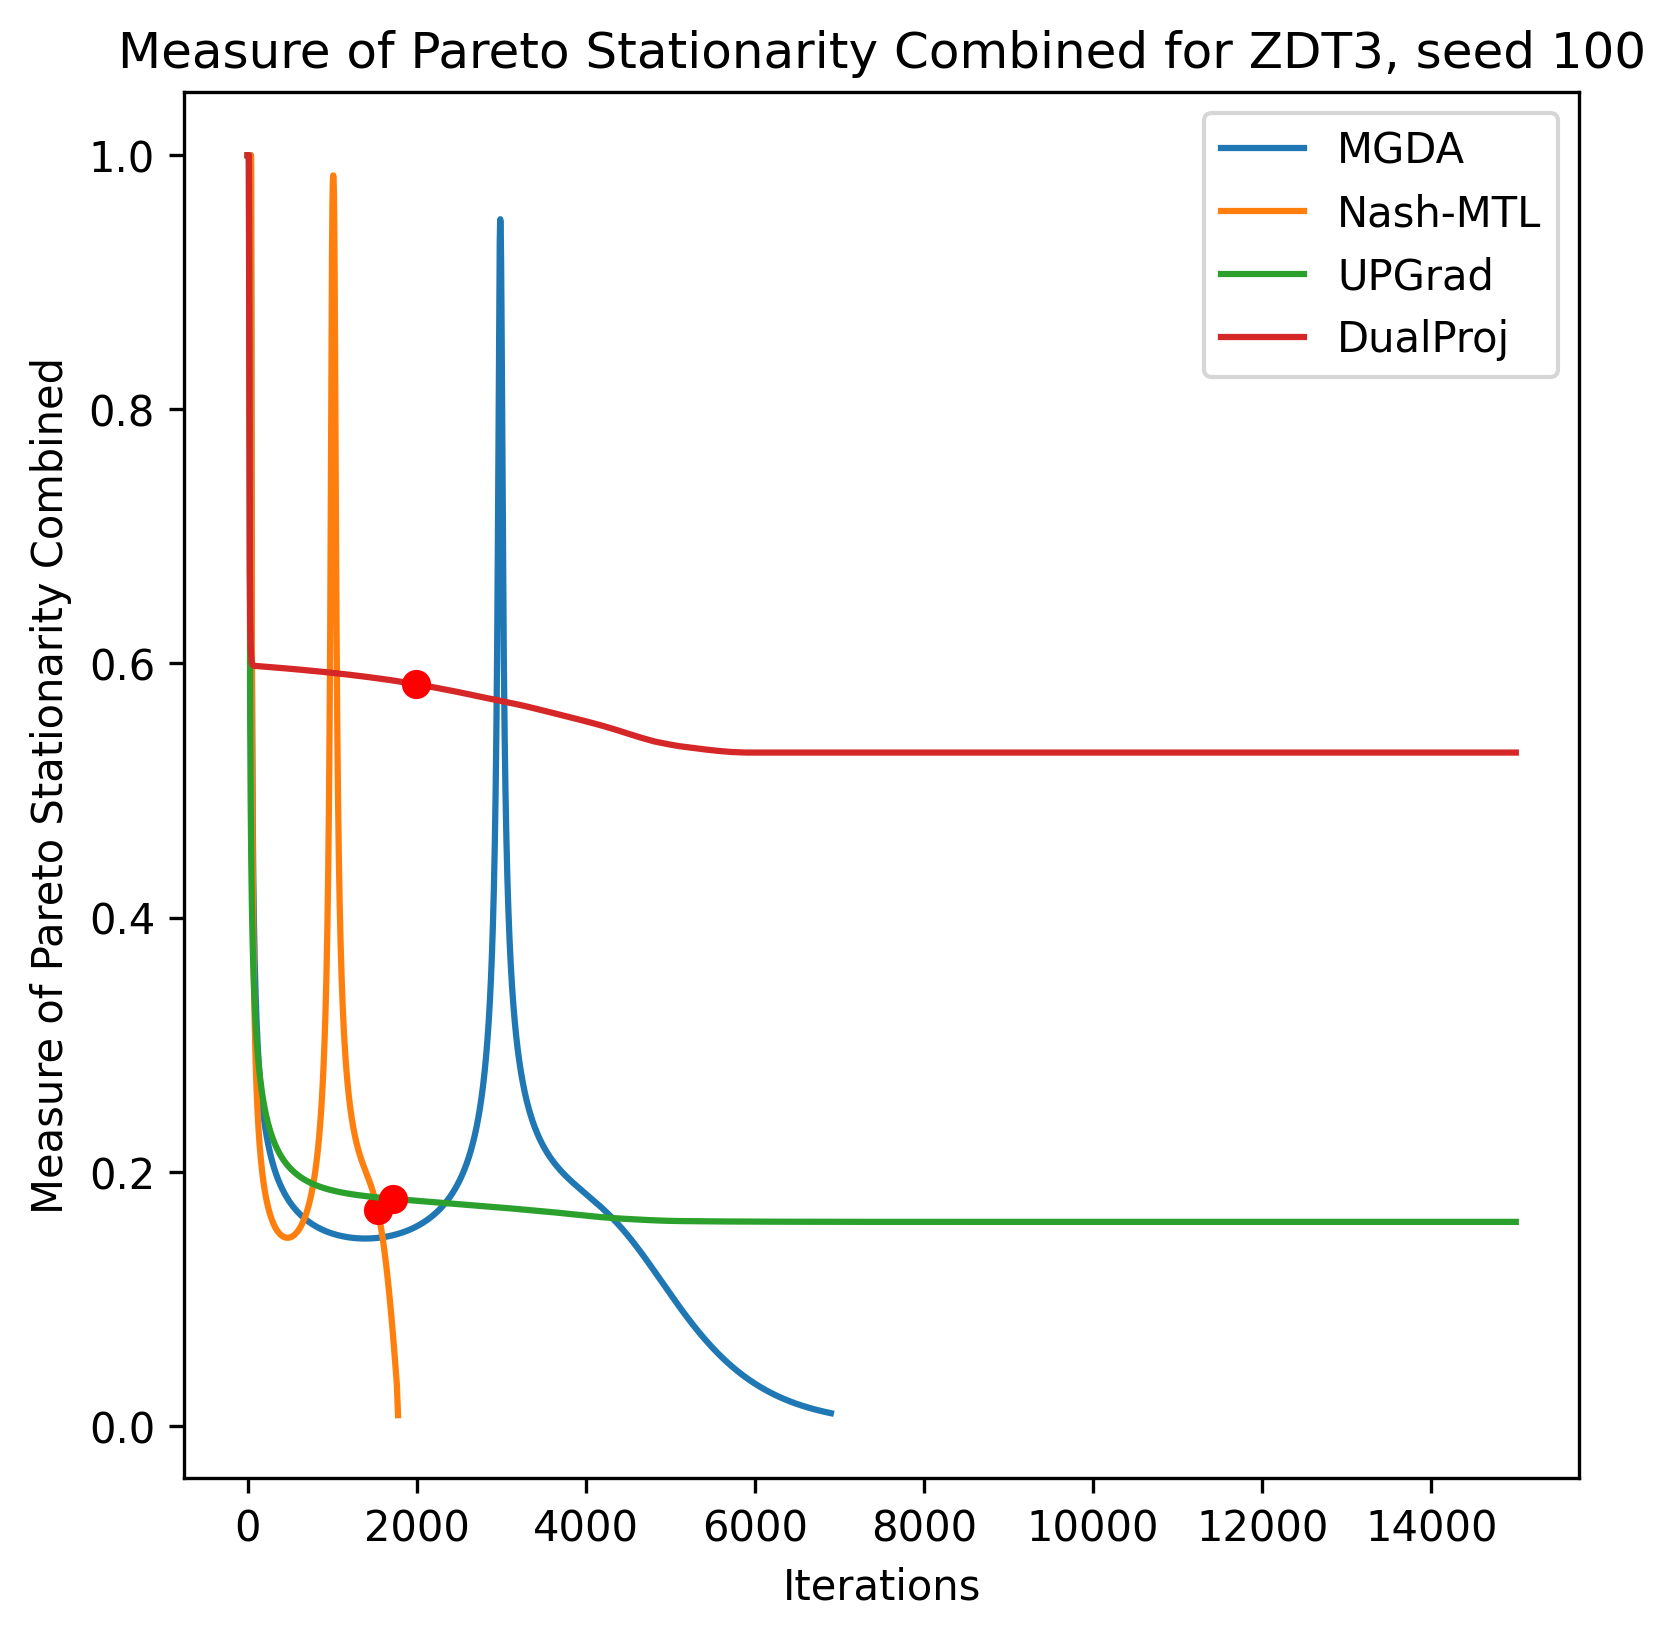 Measure of Pareto Stationarity Combined for ZDT3, seed 100
MGDA
Nash-MTL
UPGrad
DualProj
Measure of Pareto Stationarity Combined
1.0
0.8
0.6
0.4
0.2
0.0
0 2000 4000 6000 8000 10000 12000 14000
Iterations